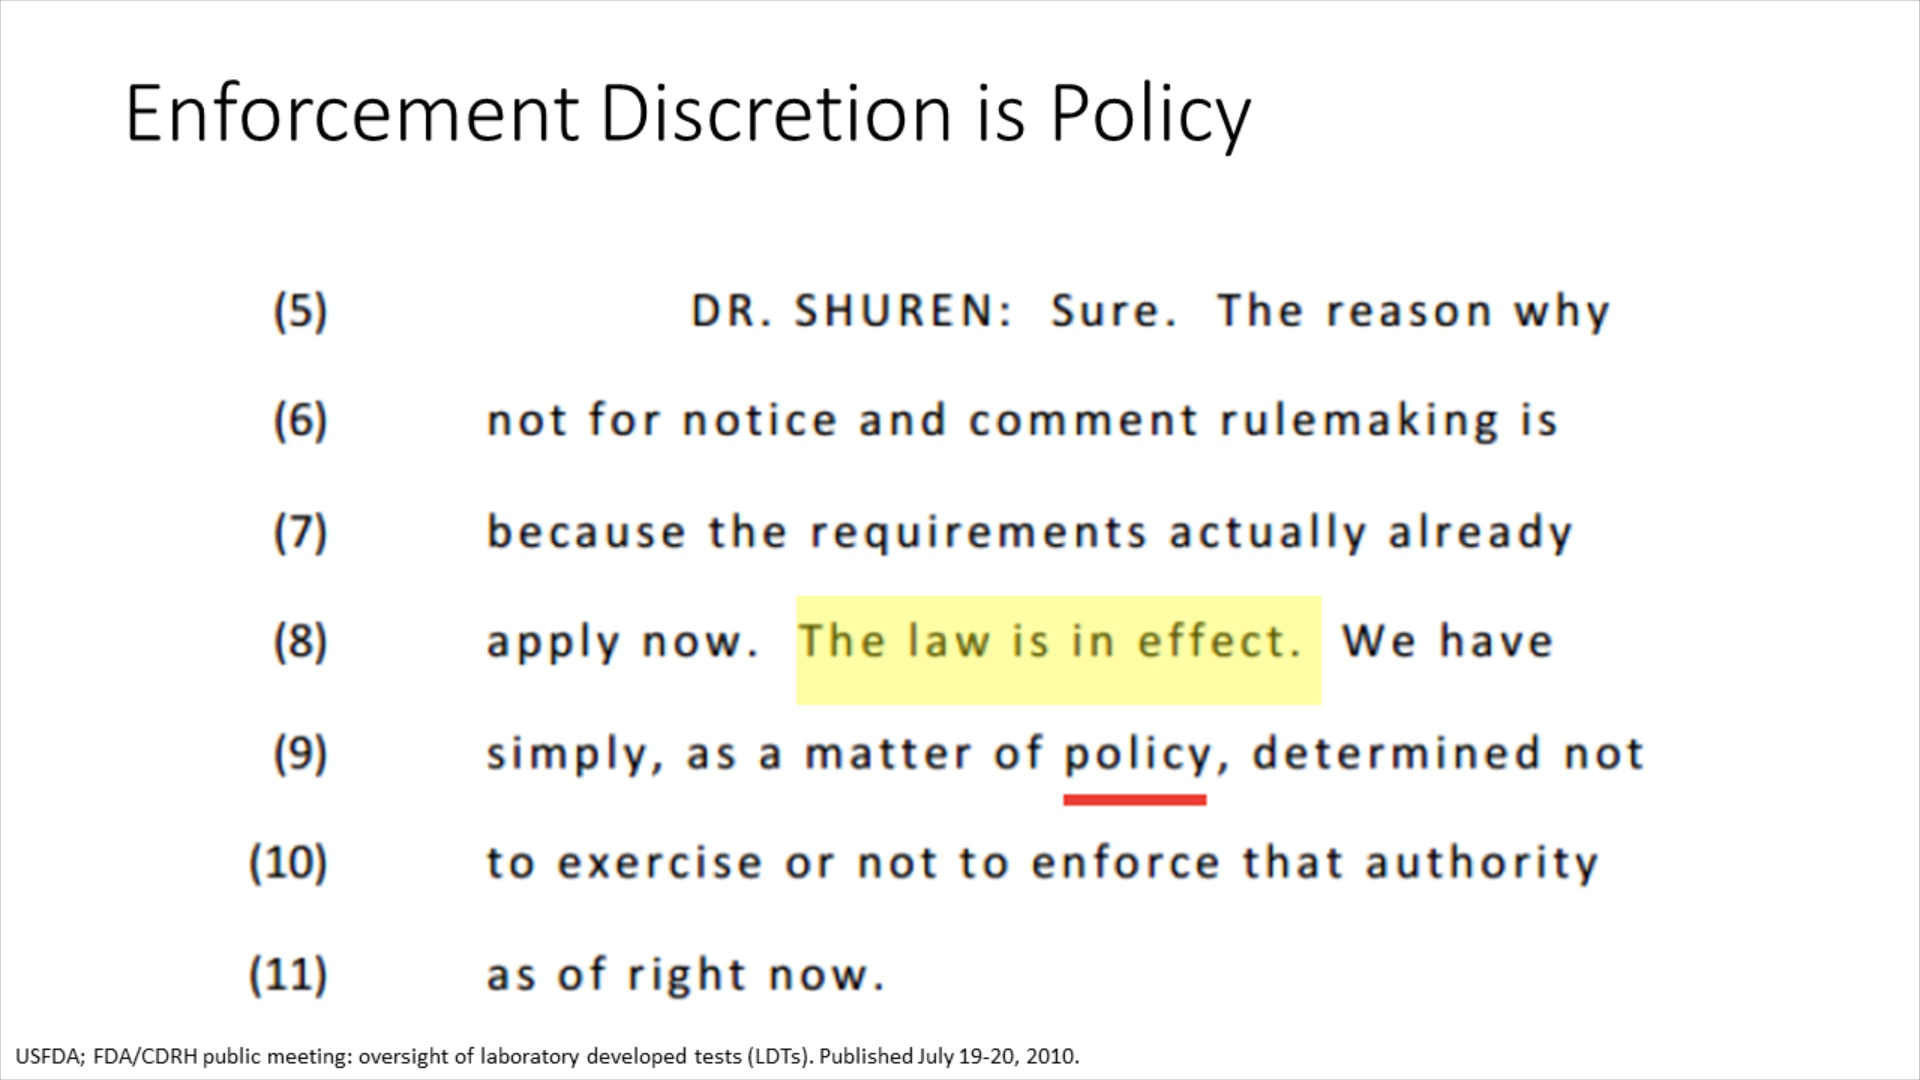 Enforcement Discretion is Policy
(5) DR. SHUREN: Sure. The reason why
(6) not for notice and comment rulemaking is
(7) because the requirements actually already
(8) apply now. The law is in effect. We have
(9) simply, as a matter of policy, determined not
(10) to exercise or not to enforce that authority
(11) as of right now.
USFDA; FDA/CDRH public meeting: oversight of laboratory developed tests (LDTs). Published July 19-20, 2010.